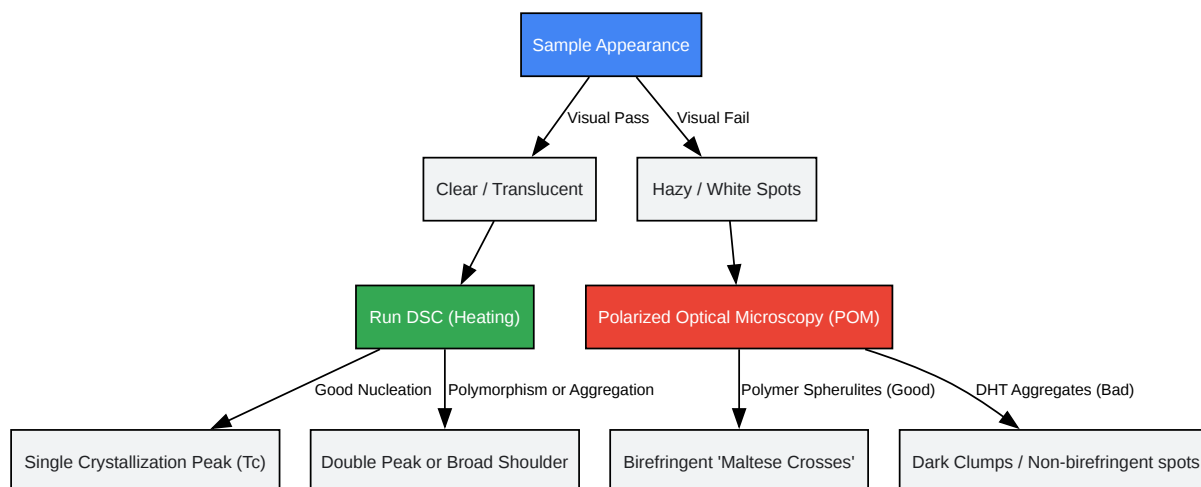 Sample Appearance
Visual Pass
Visual Fail
Clear / Translucent
Hazy / White Spots
Run DSC (Heating)
Polarized Optical Microscopy (POM)
Good Nucleation
Polymorphism or Aggregation
Polymer Spherulites (Good)
DHT Aggregates (Bad)
Single Crystallization Peak (Tc)
Double Peak or Broad Shoulder
Birefringent 'Maltese Crosses'
Dark Clumps / Non-birefringent spots